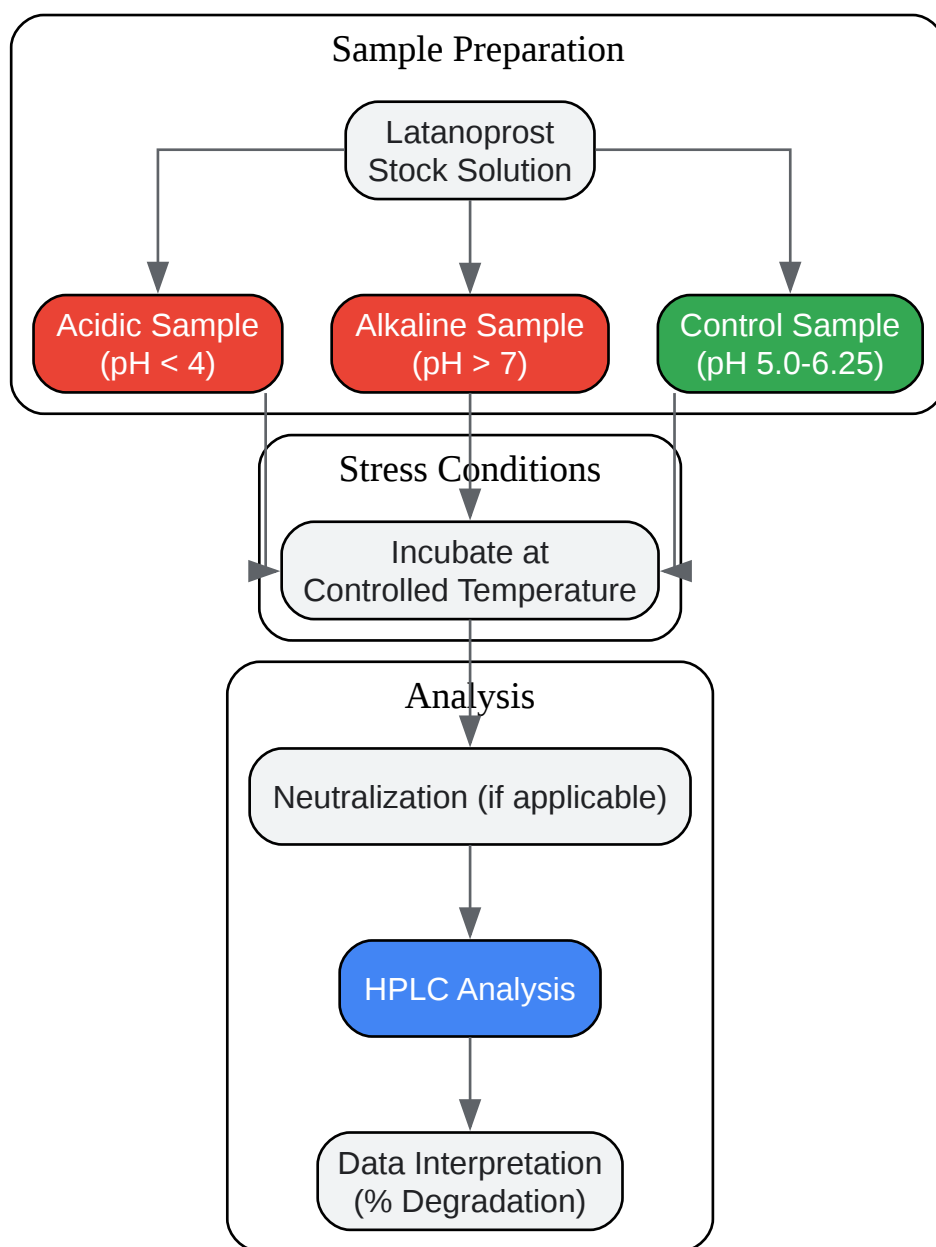 Sample Preparation
Latanoprost
Stock Solution
Acidic Sample
(pH < 4)
Alkaline Sample
(pH > 7)
Control Sample
(pH 5.0-6.25)
Stress Conditions
Incubate at
Controlled Temperature
Analysis
Neutralization (if applicable)
HPLC Analysis
Data Interpretation
(% Degradation)